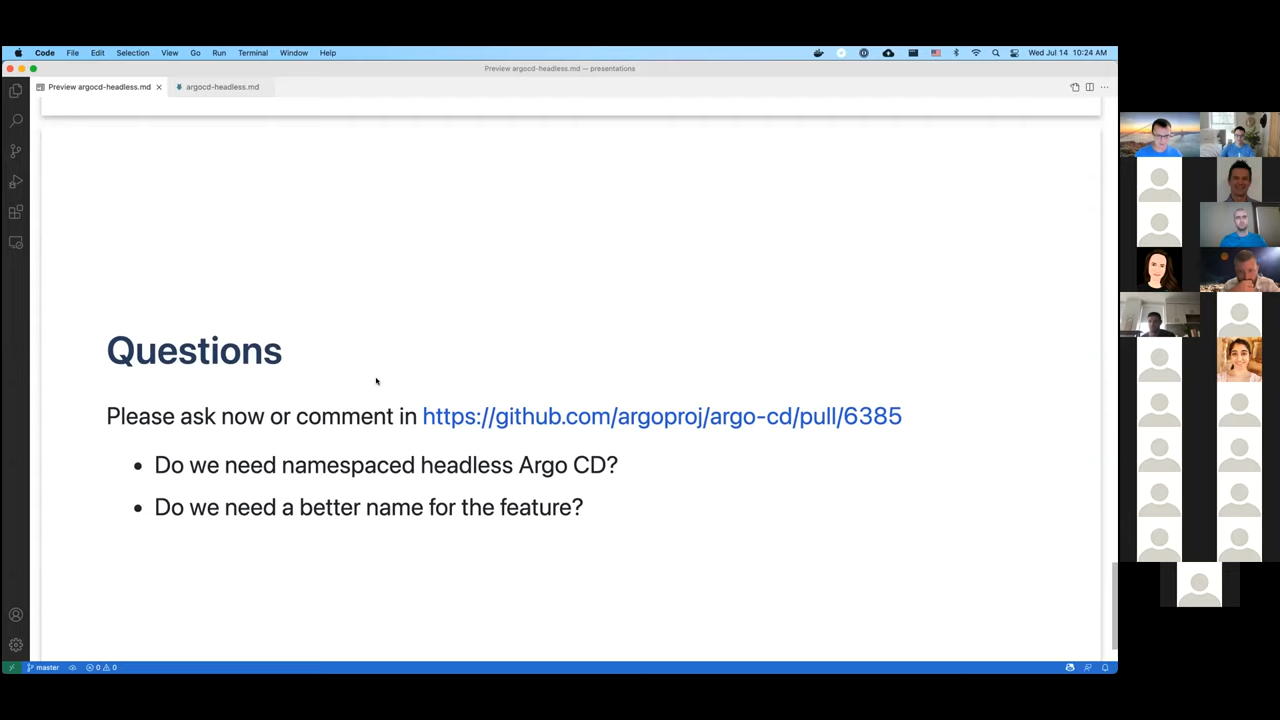 Code File Edit Selection View Go Run Terminal Window Help Wed Jul 14 10:24 AM
Preview argocd-headless.md — presentations
Preview argocd-headless.md argocd-headless.md
Questions
Please ask now or comment in https://github.com/argoproj/argo-cd/pull/6385
• Do we need namespaced headless Argo CD?
• Do we need a better name for the feature?
master 0 0